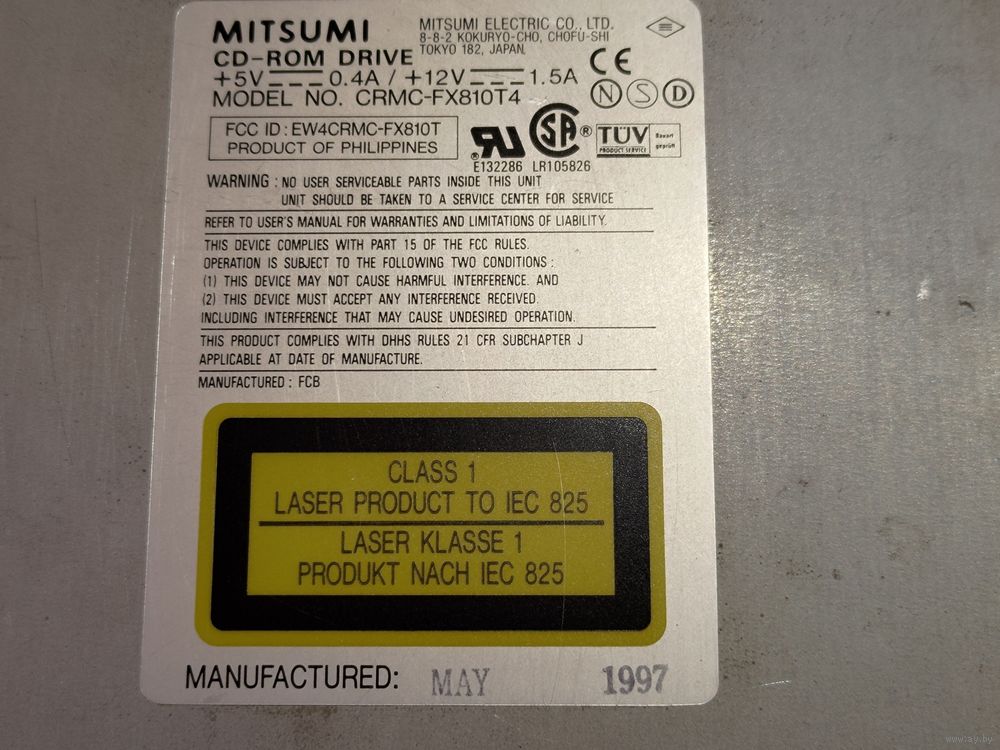 MITSUMI
CD-ROM DRIVE
MITSUMI ELECTRIC CO., LTD.
8-8-2 KOKURYO-CHO, CHOFU-SHI
TOKYO 182, JAPAN.
+5V 0.4A / +12V 1.5A
MODEL NO. CRMC-FX810T4
CE
N S D
FCC ID : EW4CRMC-FX810T
PRODUCT OF PHILIPPINES
E132286 LR105826
TÜV
PRODUCT SERVICE
Bauart
geprüft
WARNING : NO USER SERVICEABLE PARTS INSIDE THIS UNIT
UNIT SHOULD BE TAKEN TO A SERVICE CENTER FOR SERVICE
REFER TO USER'S MANUAL FOR WARRANTIES AND LIMITATIONS OF LIABILITY.
THIS DEVICE COMPLIES WITH PART 15 OF THE FCC RULES.
OPERATION IS SUBJECT TO THE FOLLOWING TWO CONDITIONS :
(1) THIS DEVICE MAY NOT CAUSE HARMFUL INTERFERENCE. AND
(2) THIS DEVICE MUST ACCEPT ANY INTERFERENCE RECEIVED.
INCLUDING INTERFERENCE THAT MAY CAUSE UNDESIRED OPERATION.
THIS PRODUCT COMPLIES WITH DHHS RULES 21 CFR SUBCHAPTER J
APPLICABLE AT DATE OF MANUFACTURE.
MANUFACTURED : FCB
CLASS 1
LASER PRODUCT TO IEC 825
LASER KLASSE 1
PRODUKT NACH IEC 825
MANUFACTURED: MAY 1997
www.ay.by